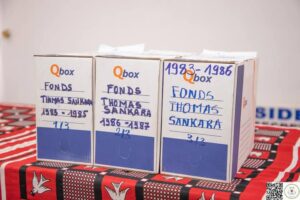 Qbox
FONDS
THOMAS SANKARA
1983-1985
1/3
Qbox
FONDS
THOMAS
SANKARA
1986-1987
2/3
Qbox
1983-1986
FONDS
THOMAS
SANKARA
3/3
SIDE